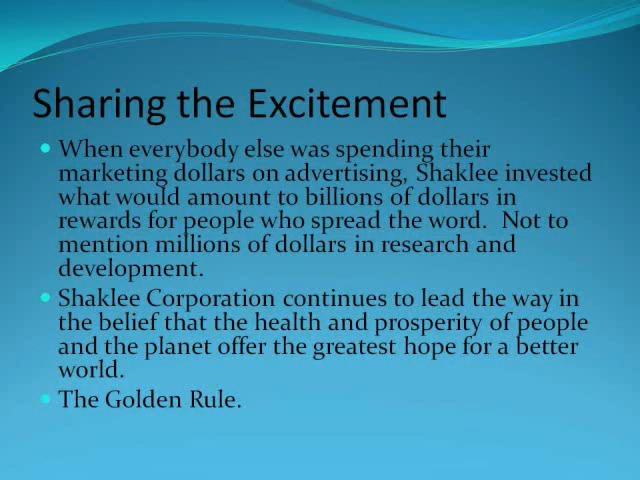 Sharing the Excitement
When everybody else was spending their
marketing dollars on advertising, Shaklee invested
what would amount to billions of dollars in
rewards for people who spread the word.  Not to
mention millions of dollars in research and
development.
Shaklee Corporation continues to lead the way in
the belief that the health and prosperity of people
and the planet offer the greatest hope for a better
world.
The Golden Rule.